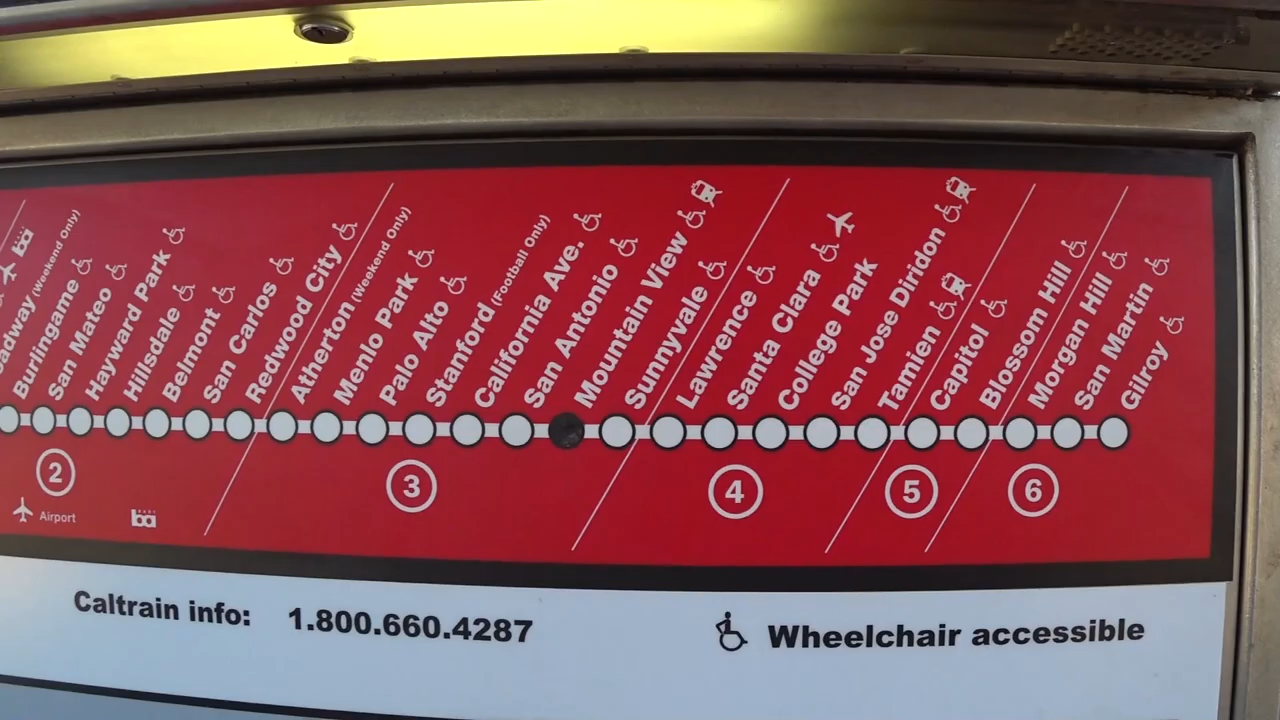 (Weekend Only)
Burlingame
San Mateo
Hayward Park
Hillsdale
Belmont
San Carlos
Redwood City
Atherton (Weekend Only)
Menlo Park
Palo Alto
Stanford (Football Only)
California Ave.
San Antonio
Mountain View
Sunnyvale
Lawrence
Santa Clara
College Park
San Jose Diridon
Tamien
Capitol
Blossom Hill
Morgan Hill
San Martin
Gilroy
2
3
4
5
6
Airport
ba
Caltrain info: 1.800.660.4287
Wheelchair accessible